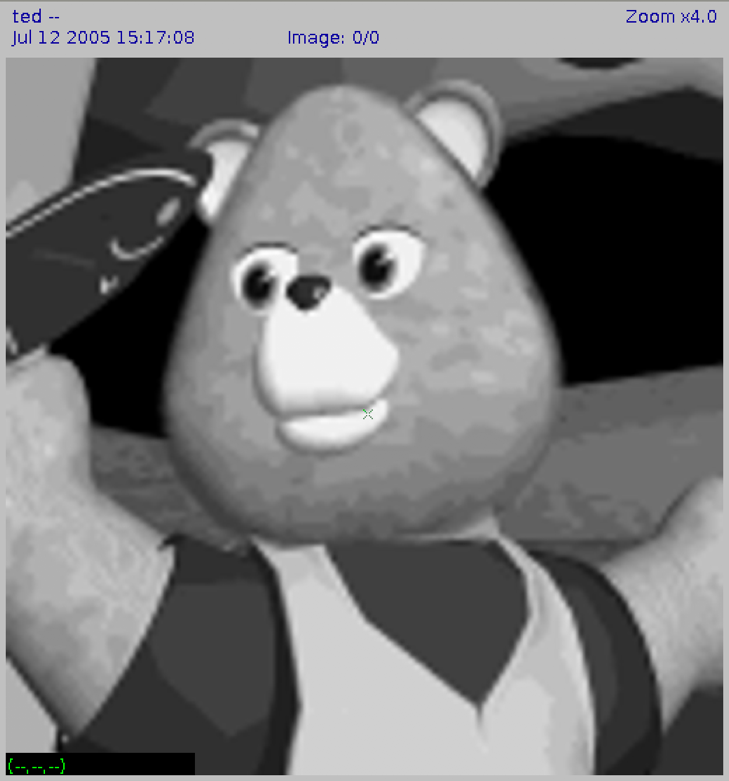 ted --
Zoom x4.0
Jul 12 2005 15:17:08
Image: 0/0
(--,--,--)